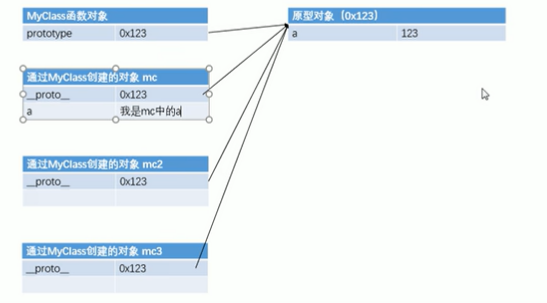 MyClass函数对象
prototype 0x123
原型对象（0x123）
a 123
通过MyClass创建的对象 mc
__proto__ 0x123
a 我是mc中的a
通过MyClass创建的对象 mc2
__proto__ 0x123
通过MyClass创建的对象 mc3
__proto__ 0x123